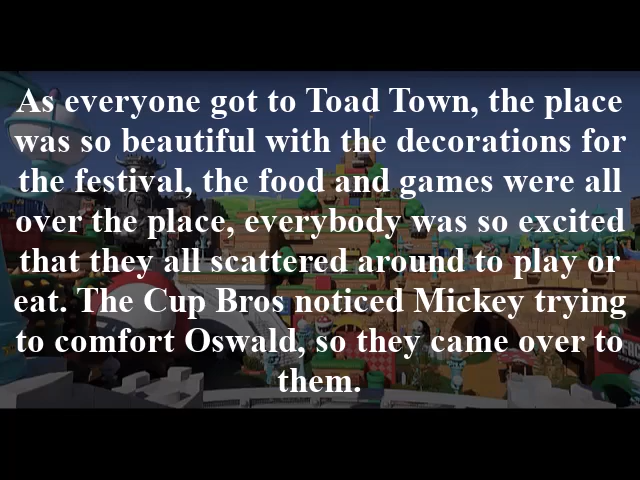 As everyone got to Toad Town, the place
was so beautiful with the decorations for
the festival, the food and games were all
over the place, everybody was so excited
that they all scattered around to play or
eat. The Cup Bros noticed Mickey trying
to comfort Oswald, so they came over to
them.